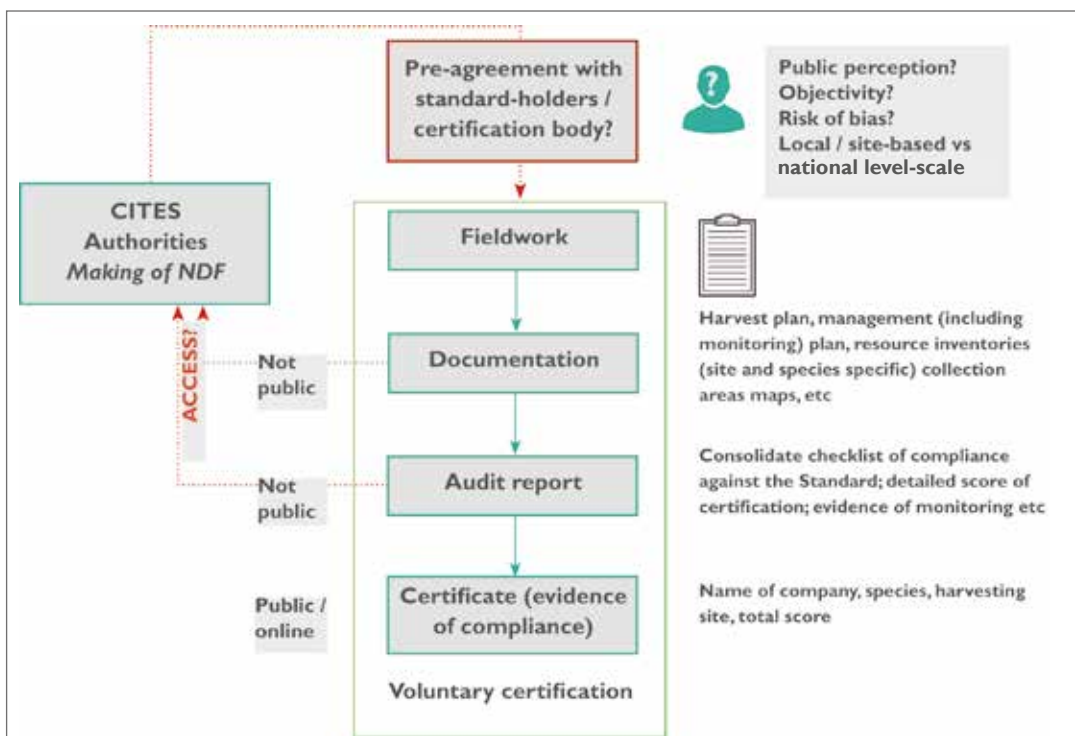 Pre-agreement with
standard-holders /
certification body?
?
Public perception?
Objectivity?
Risk of bias?
Local / site-based vs
national level-scale
CITES
Authorities
Making of NDF
Fieldwork
ACCESS?
Not
public
Documentation
Harvest plan, management (including
monitoring) plan, resource inventories
(site and species specific) collection
areas maps, etc
Not
public
Audit report
Consolidate checklist of compliance
against the Standard; detailed score of
certification; evidence of monitoring etc
Public /
online
Certificate (evidence
of compliance)
Name of company, species, harvesting
site, total score
Voluntary certification